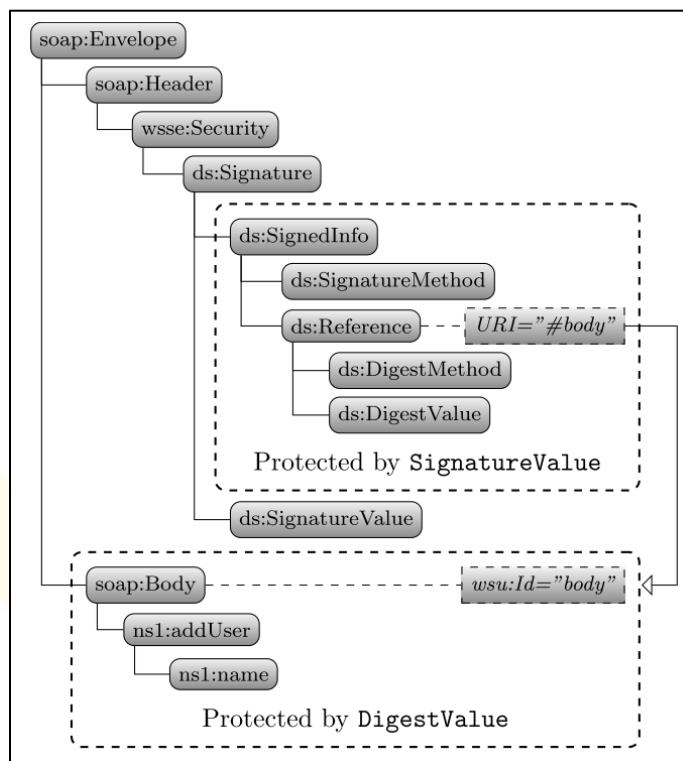 soap:Envelope
soap:Header
wsse:Security
ds:Signature
ds:SignedInfo
ds:SignatureMethod
ds:Reference URI="#body"
ds:DigestMethod
ds:DigestValue
Protected by SignatureValue
ds:SignatureValue
soap:Body wsu:Id="body"
ns1:addUser
ns1:name
Protected by DigestValue